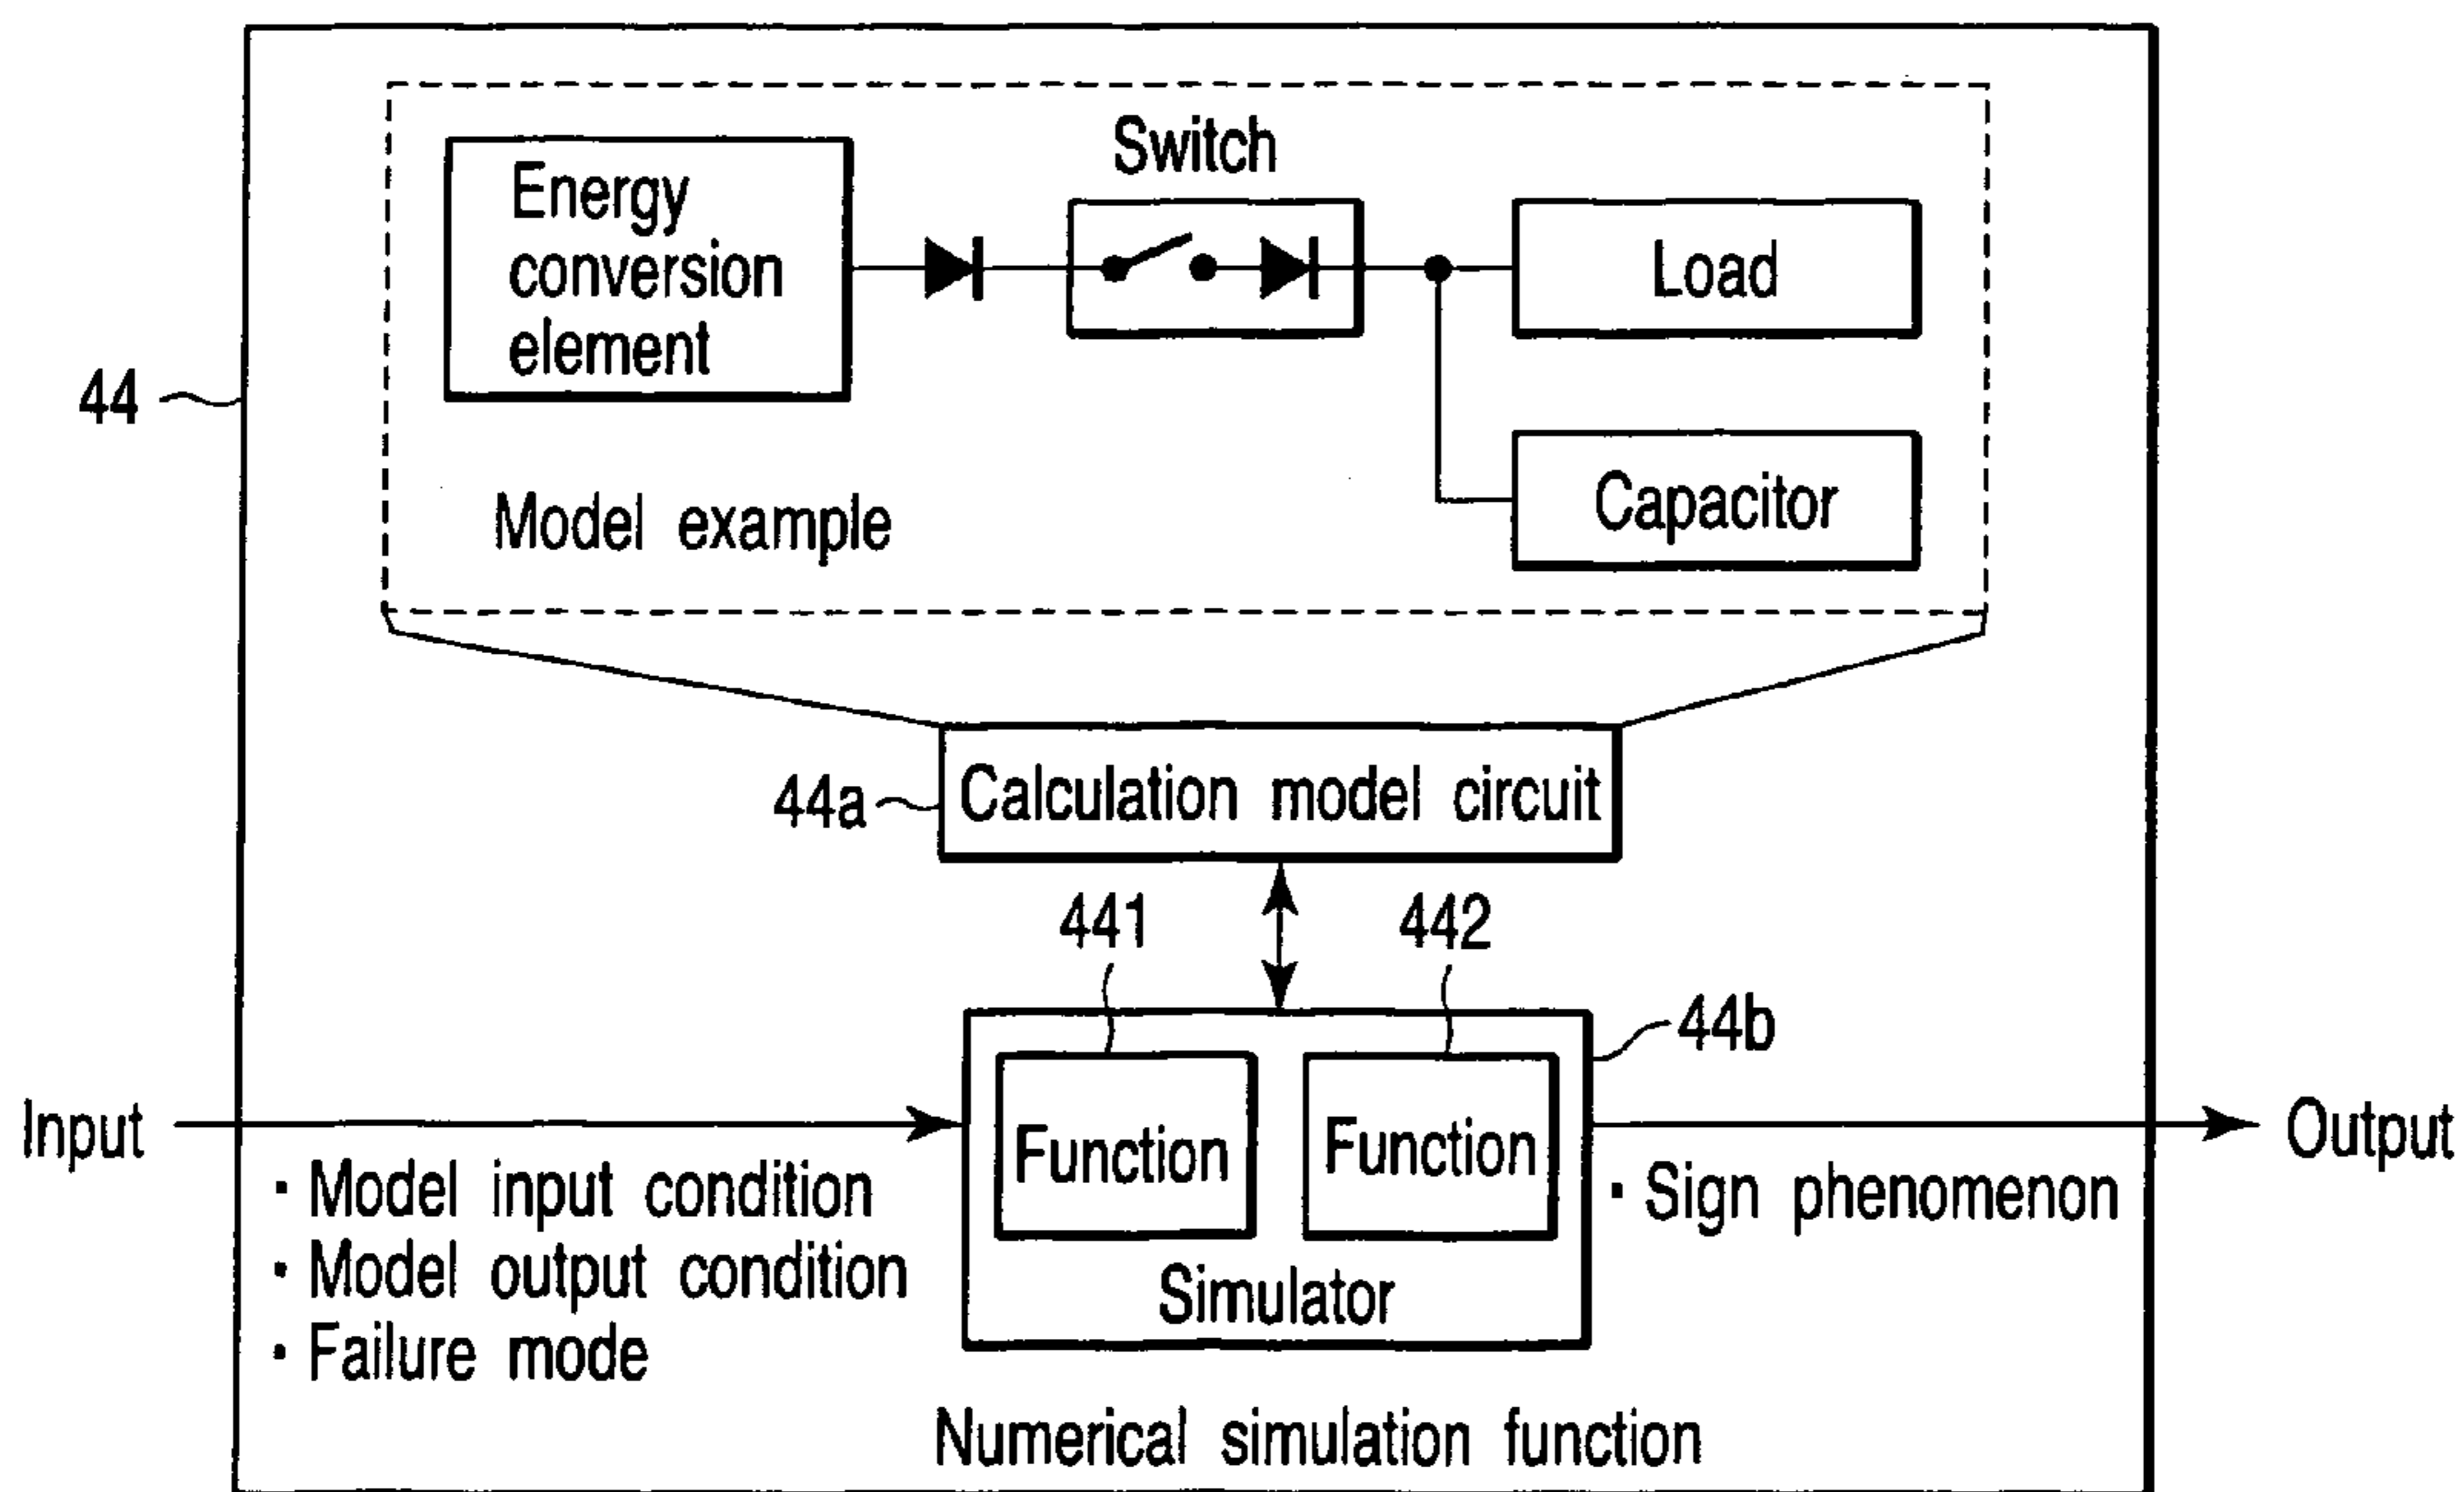 Switch
Energy
conversion
element
Load
44
Capacitor
Model example
44a
Calculation model circuit
441
442
44b
Input
Function
Function
Output
· Model input condition
· Model output condition
· Failure mode
· Sign phenomenon
Simulator
Numerical simulation function